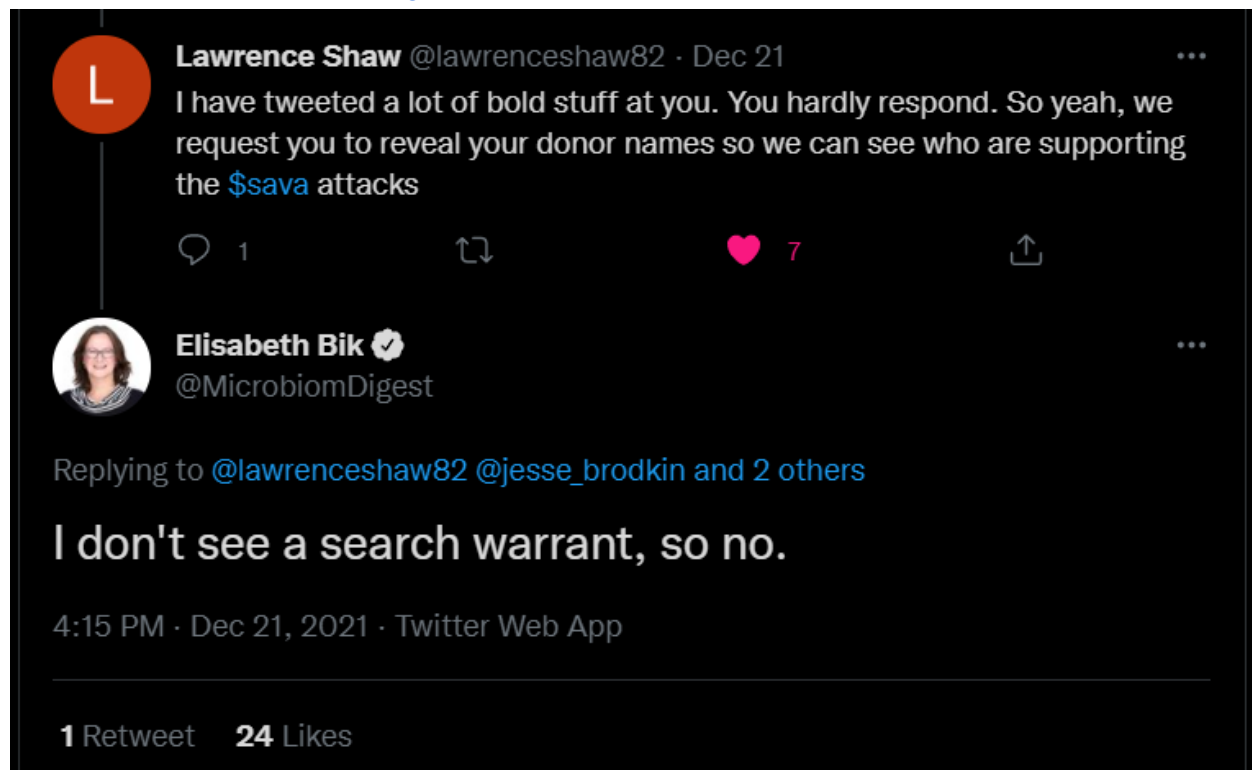 L
Lawrence Shaw @lawrenceshaw82 · Dec 21
I have tweeted a lot of bold stuff at you. You hardly respond. So yeah, we
request you to reveal your donor names so we can see who are supporting
the $sava attacks
1 7
Elisabeth Bik
@MicrobiomDigest
Replying to @lawrenceshaw82 @jesse_brodkin and 2 others
I don't see a search warrant, so no.
4:15 PM · Dec 21, 2021 · Twitter Web App
1 Retweet 24 Likes